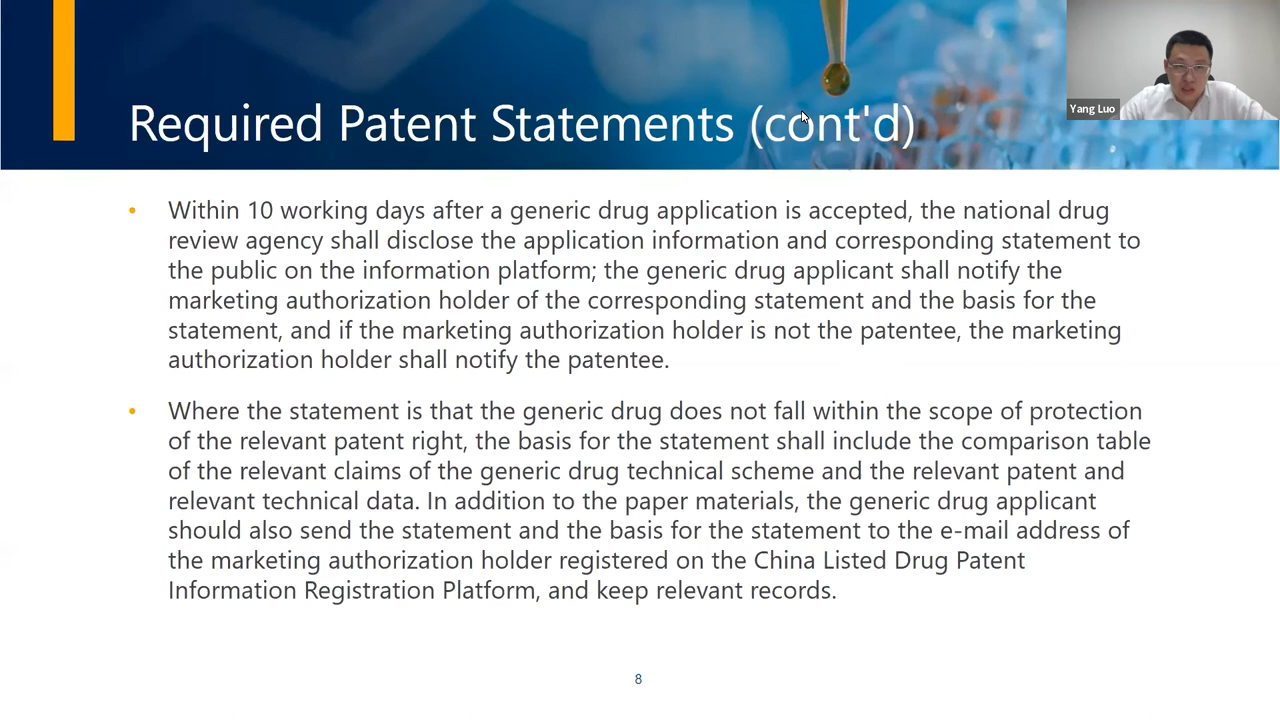 Required Patent Statements (cont'd)
Yang Luo
• Within 10 working days after a generic drug application is accepted, the national drug
review agency shall disclose the application information and corresponding statement to
the public on the information platform; the generic drug applicant shall notify the
marketing authorization holder of the corresponding statement and the basis for the
statement, and if the marketing authorization holder is not the patentee, the marketing
authorization holder shall notify the patentee.
• Where the statement is that the generic drug does not fall within the scope of protection
of the relevant patent right, the basis for the statement shall include the comparison table
of the relevant claims of the generic drug technical scheme and the relevant patent and
relevant technical data. In addition to the paper materials, the generic drug applicant
should also send the statement and the basis for the statement to the e-mail address of
the marketing authorization holder registered on the China Listed Drug Patent
Information Registration Platform, and keep relevant records.
8